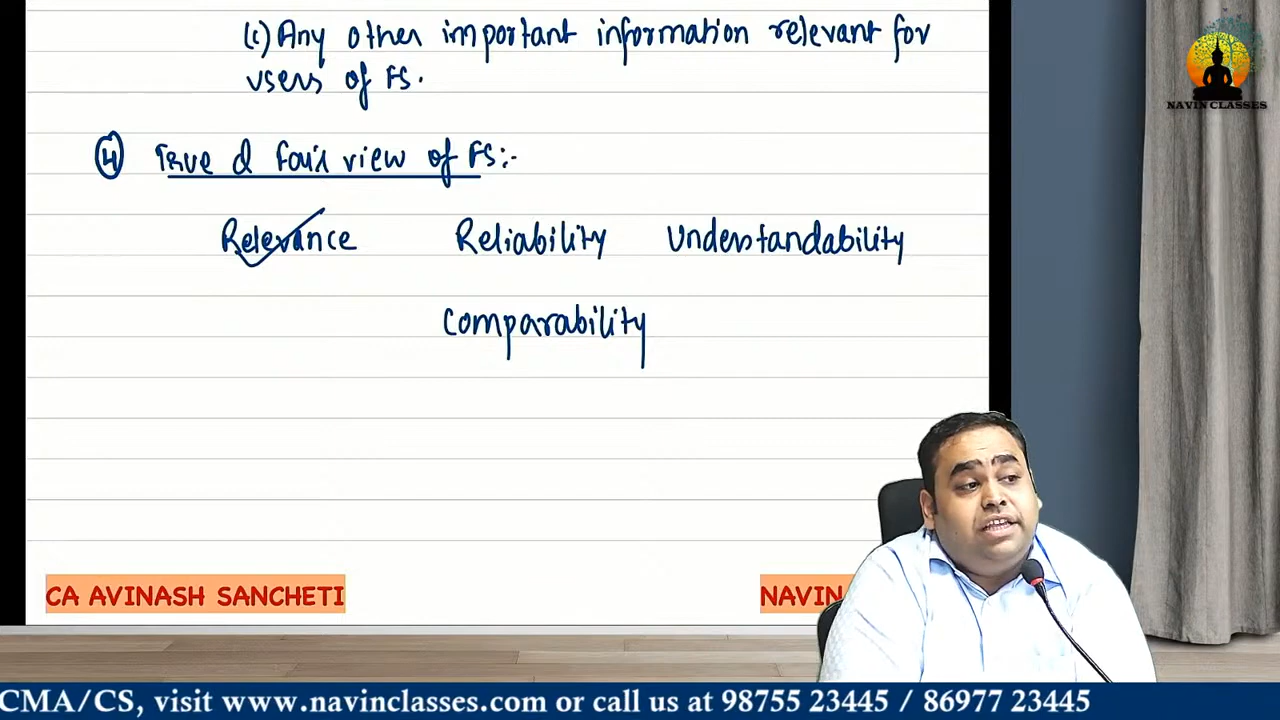 (c) Any other important information relevant for
users of FS.
NAVIN CLASSES
4 True & fair view of FS:-
Relevance Reliability Understandability
Comparability
CA AVINASH SANCHETI
NAVIN
CMA/CS, visit www.navinclasses.com or call us at 98755 23445 / 86977 23445